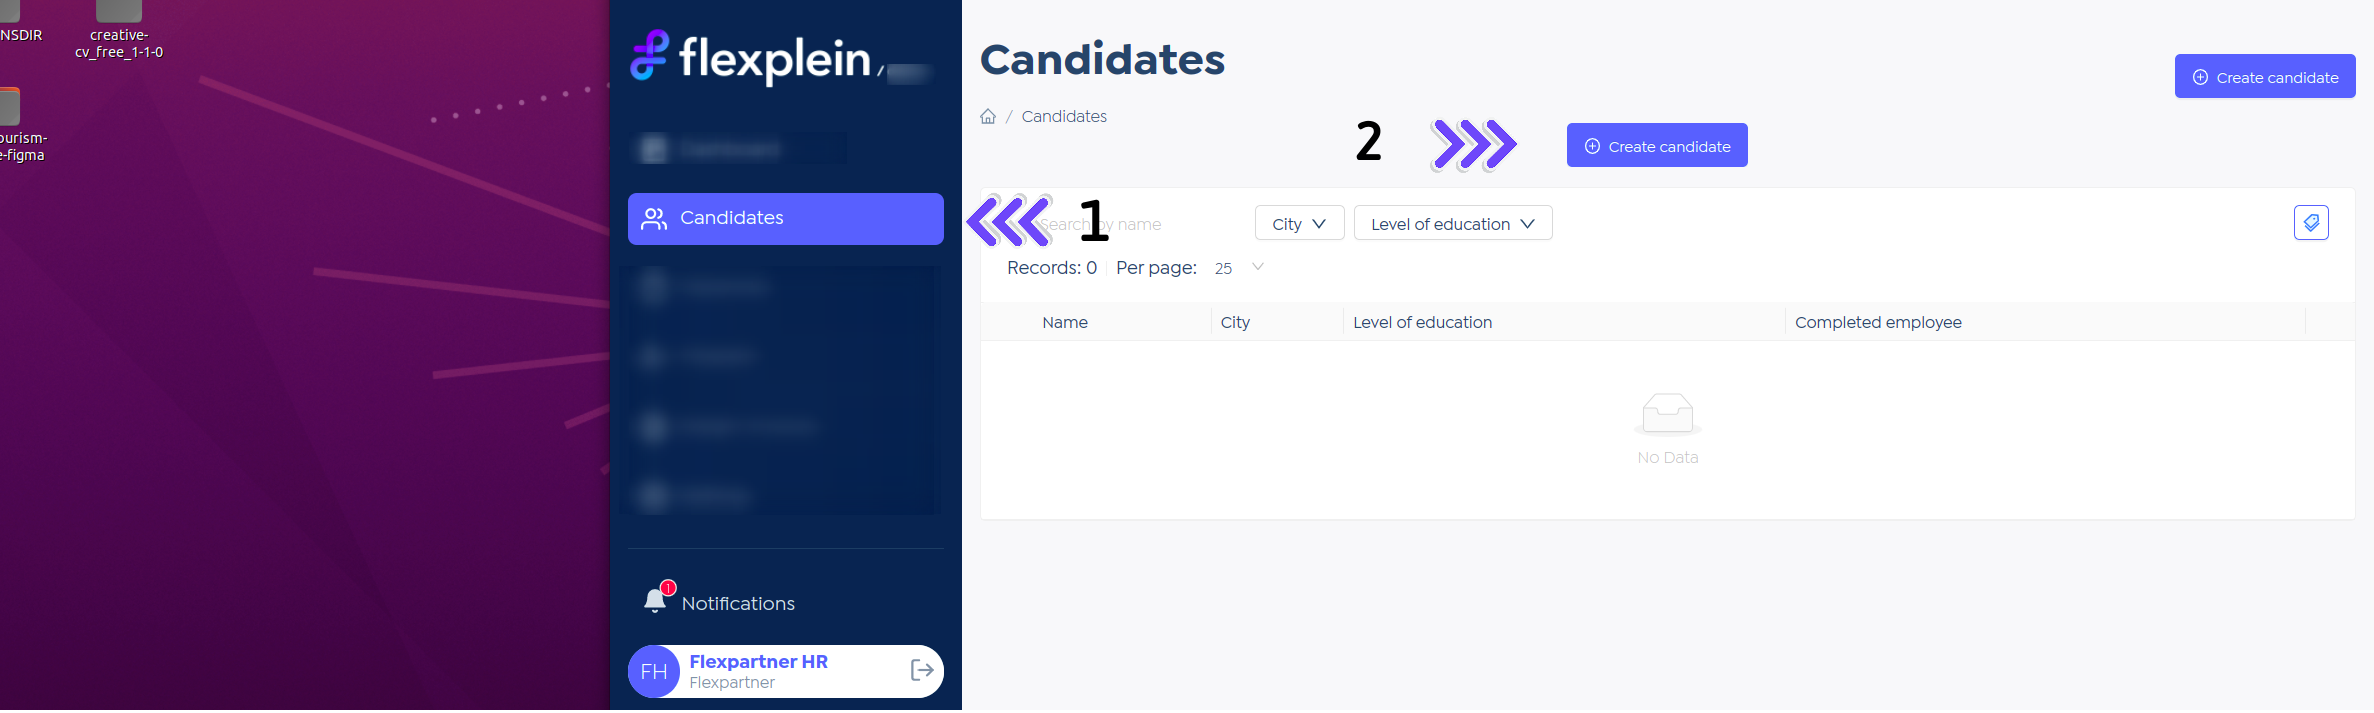 NSDIR
creative-
cv_free_1-1-0
ourism-
e-figma
flexplein /
Dashboard
Candidates
Notifications
1
FH
Flexpartner HR
Flexpartner
Candidates
Create candidate
/ Candidates
2
Create candidate
1
Search by name
City
Level of education
Records: 0
Per page: 25
Name
City
Level of education
Completed employee
No Data